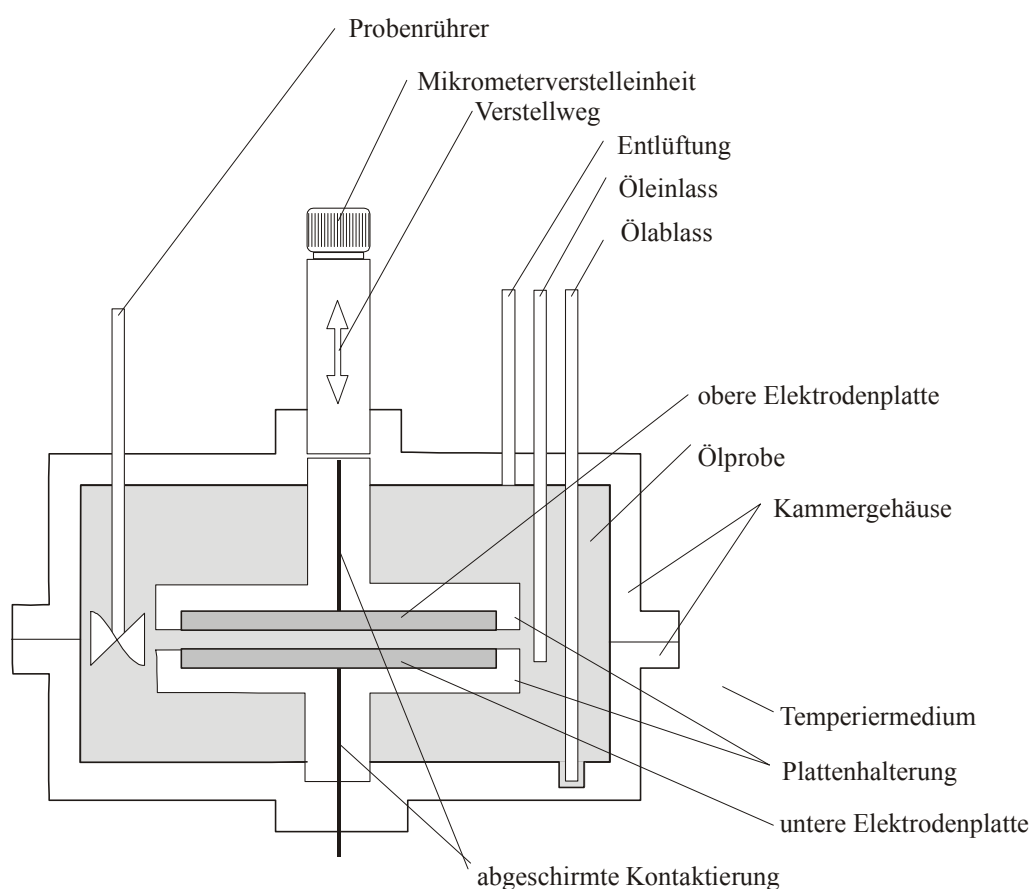 Probenrührer
Mikrometerverstelleinheit
Verstellweg
Entlüftung
Öleinlass
Ölablass
obere Elektrodenplatte
Ölprobe
Kammergehäuse
Temperiermedium
Plattenhalterung
untere Elektrodenplatte
abgeschirmte Kontaktierung